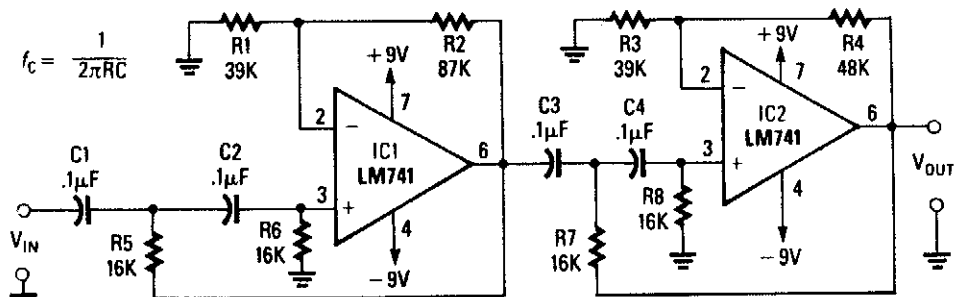 f_C = 1 / 2πRC
R1
39K
R2
87K
+9V
7
2
−
IC1
LM741
6
3
+
4
−9V
C1
.1µF
C2
.1µF
R5
16K
R6
16K
V_IN
C3
.1µF
C4
.1µF
R3
39K
R4
48K
+9V
7
2
−
IC2
LM741
6
3
+
4
−9V
R7
16K
R8
16K
V_OUT